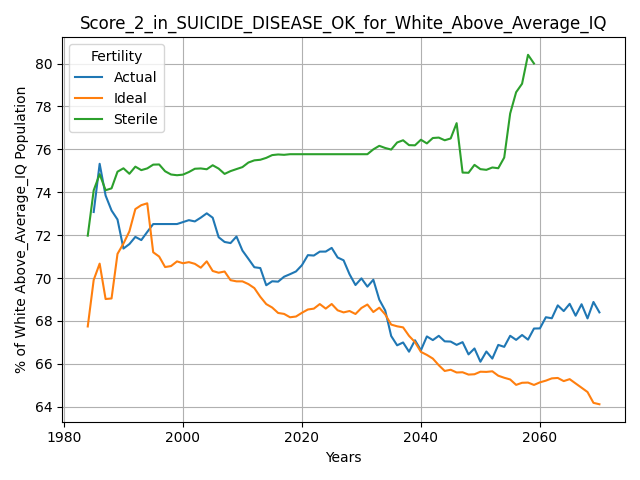 Score_2_in_SUICIDE_DISEASE_OK_for_White_Above_Average_IQ
Fertility
Actual
Ideal
Sterile
% of White Above_Average_IQ Population
80
78
76
74
72
70
68
66
64
1980
2000
2020
2040
2060
Years